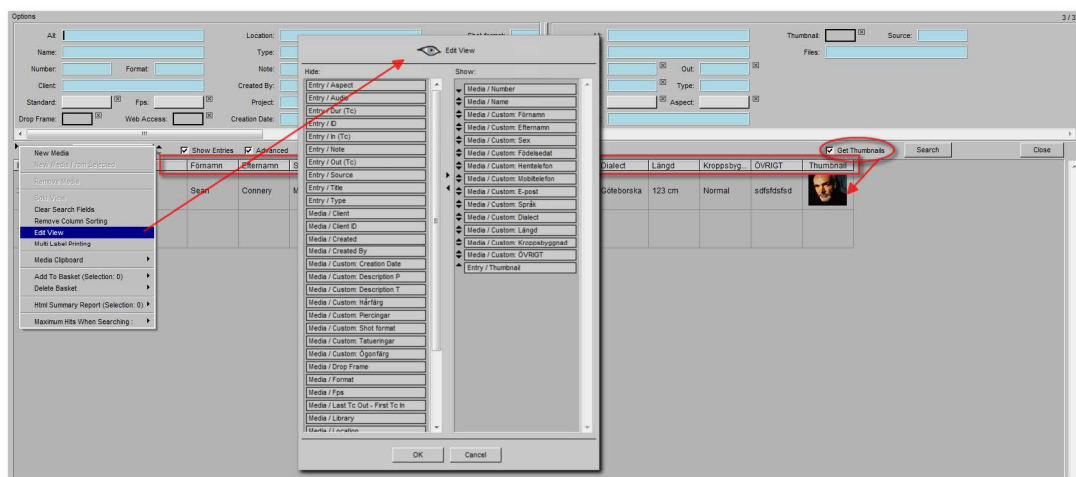 Options
3 / 3
All:
Location:
Thumbnail:
Source:
Name:
Type:
Files:
Number:
Format:
Note:
Out:
Client:
Created By:
Type:
Standard:
Fps:
Project:
Aspect:
Drop Frame:
Web Access:
Creation Date:
Edit View
Hide:
Show:
Entry / Aspect
Entry / Audio
Entry / Dur (Tc)
Entry / ID
Entry / In (Tc)
Entry / Note
Entry / Out (Tc)
Entry / Source
Entry / Title
Entry / Type
Media / Client
Media / Client ID
Media / Created
Media / Created By
Media / Custom: Creation Date
Media / Custom: Description P
Media / Custom: Description T
Media / Custom: Hårfärg
Media / Custom: Piercingar
Media / Custom: Shot format
Media / Custom: Tatueringar
Media / Custom: Ögonfärg
Media / Drop Frame
Media / Format
Media / Fps
Media / Last Tc Out - First Tc In
Media / Library
Media / Location
Media / Number
Media / Name
Media / Custom: Förnamn
Media / Custom: Efternamn
Media / Custom: Sex
Media / Custom: Födelsedat
Media / Custom: Hemtelefon
Media / Custom: Mobiltelefon
Media / Custom: E-post
Media / Custom: Språk
Media / Custom: Dialect
Media / Custom: Längd
Media / Custom: Kroppsbyggnad
Media / Custom: ÖVRIGT
Entry / Thumbnail
OK
Cancel
Show Entries
Advanced
Get Thumbnails
Search
Close
Förnamn
Efternamn
Dialect
Längd
Kroppsbyg...
ÖVRIGT
Thumbnail
Sean
Connery
Göteborska
123 cm
Normal
sdfsfdsfsd
New Media
New Media From Selected
Remove Media
Solo View
Clear Search Fields
Remove Column Sorting
Edit View
Multi Label Printing
Media Clipboard
Add To Basket (Selection: 0)
Delete Basket
Html Summary Report (Selection: 0)
Maximum Hits When Searching :